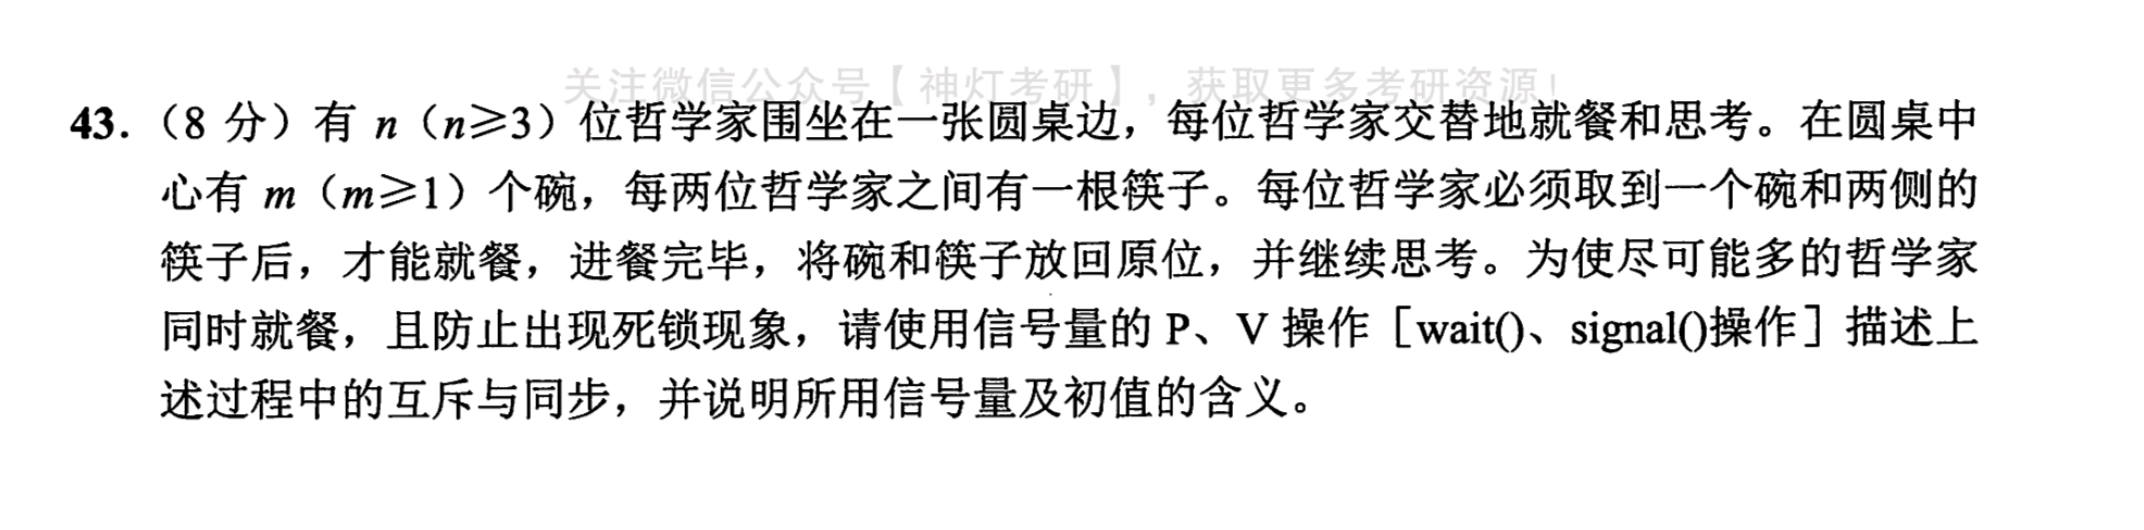 关注微信公众号【神灯考研】，获取更多考研资源！
43.（8 分）有 n（n≥3）位哲学家围坐在一张圆桌边，每位哲学家交替地就餐和思考。在圆桌中
心有 m（m≥1）个碗，每两位哲学家之间有一根筷子。每位哲学家必须取到一个碗和两侧的
筷子后，才能就餐，进餐完毕，将碗和筷子放回原位，并继续思考。为使尽可能多的哲学家
同时就餐，且防止出现死锁现象，请使用信号量的 P、V 操作［wait()、signal()操作］描述上
述过程中的互斥与同步，并说明所用信号量及初值的含义。